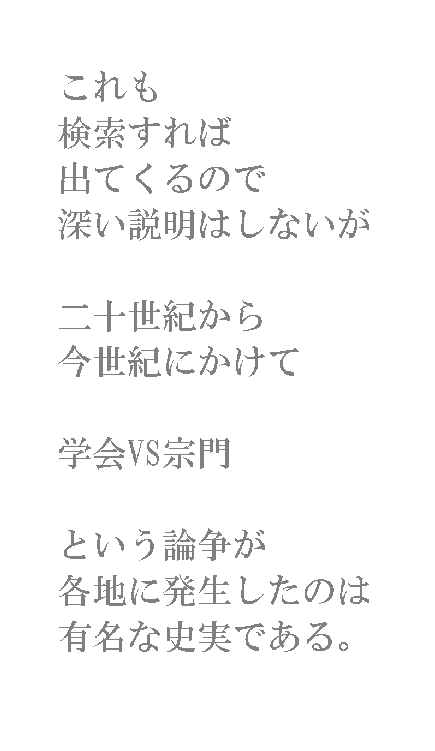 これも
検索すれば
出てくるので
深い説明はしないが
二十世紀から
今世紀にかけて
学会VS宗門
という論争が
各地に発生したのは
有名な史実である。